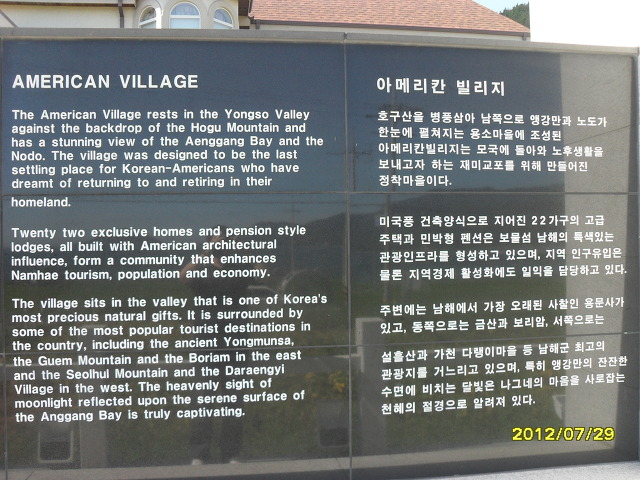 AMERICAN VILLAGE
The American Village rests in the Yongso Valley
against the backdrop of the Hogu Mountain and
has a stunning view of the Aenggang Bay and the
Nodo. The village was designed to be the last
settling place for Korean-Americans who have
dreamt of returning to and retiring in their
homeland.
Twenty two exclusive homes and pension style
lodges, all built with American architectural
influence, form a community that enhances
Namhae tourism, population and economy.
The village sits in the valley that is one of Korea's
most precious natural gifts. It is surrounded by
some of the most popular tourist destinations in
the country, including the ancient Yongmunsa,
the Guem Mountain and the Boriam in the east
and the Seolhul Mountain and the Daraengyi
Village in the west. The heavenly sight of
moonlight reflected upon the serene surface of
the Anggang Bay is truly captivating.
아메리칸 빌리지
호구산을 병풍삼아 남쪽으로 앵강만과 노도가
한눈에 펼쳐지는 용소마을에 조성된
아메리칸빌리지는 모국에 돌아와 노후생활을
보내고자 하는 재미교포를 위해 만들어진
정착마을이다.
미국풍 건축양식으로 지어진 22가구의 고급
주택과 민박형 펜션은 보물섬 남해의 특색있는
관광인프라를 형성하고 있으며, 지역 인구유입은
물론 지역경제 활성화에도 일익을 담당하고 있다.
주변에는 남해에서 가장 오래된 사찰인 용문사가
있고, 동쪽으로는 금산과 보리암, 서쪽으로는
설흘산과 가천 다랭이마을 등 남해군 최고의
관광지를 거느리고 있으며, 특히 앵강만의 잔잔한
수면에 비치는 달빛은 나그네의 마음을 사로잡는
천혜의 절경으로 알려져 있다.
2012/07/29